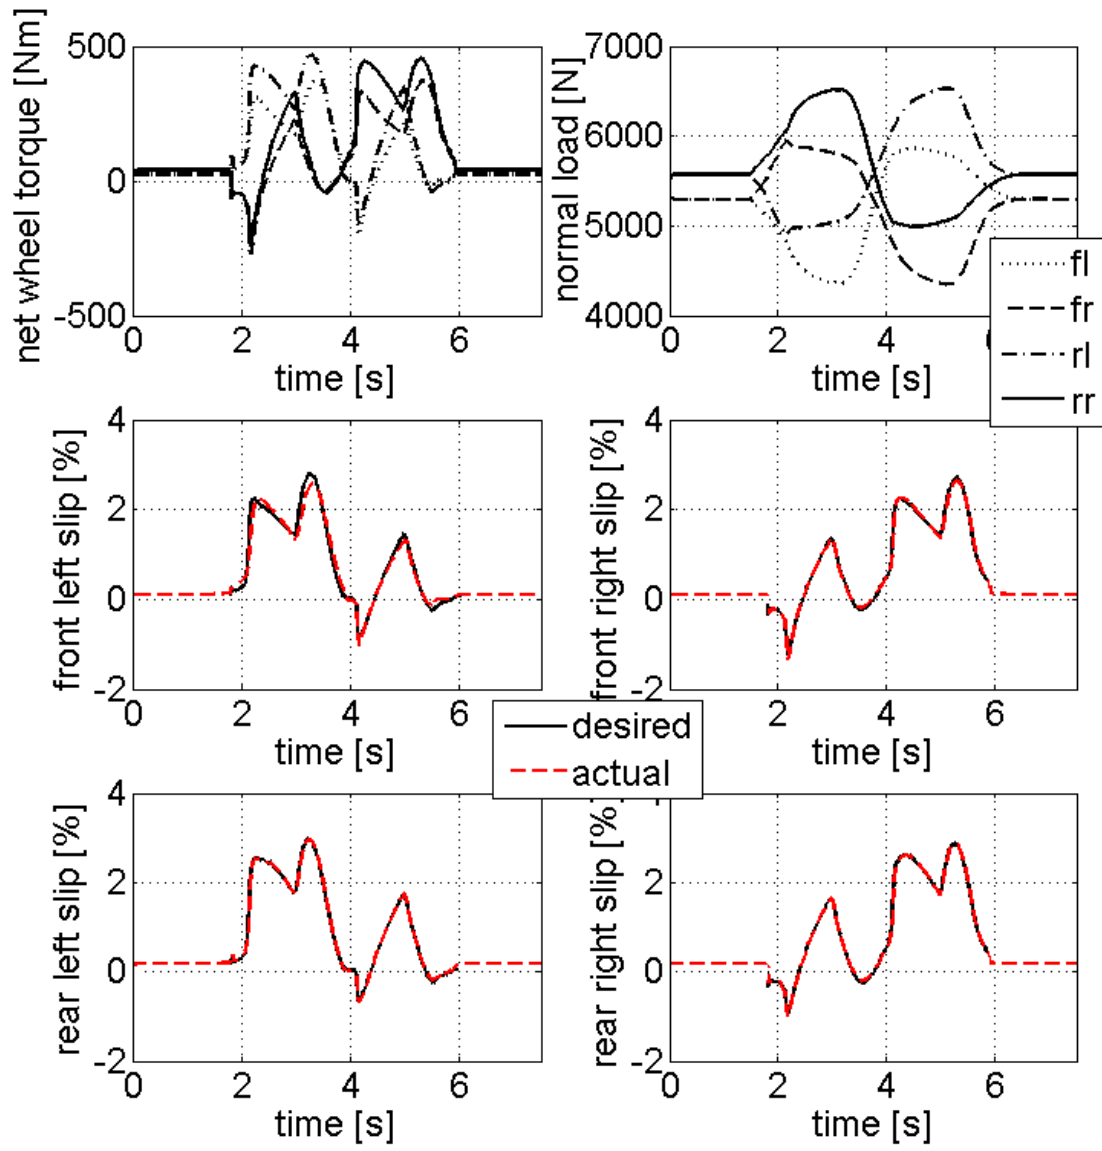 net wheel torque [Nm]
500
0
-500
0 2 4 6
time [s]
normal load [N]
7000
6000
5000
4000
0 2 4
time [s]
fl
fr
rl
rr
front left slip [%]
4
2
0
-2
0 2 4 6
time [s]
front right slip [%]
4
2
0
-2
0 2 4 6
time [s]
desired
actual
rear left slip [%]
4
2
0
-2
0 2 4 6
time [s]
rear right slip [%]
2
0
-2
0 2 4 6
time [s]